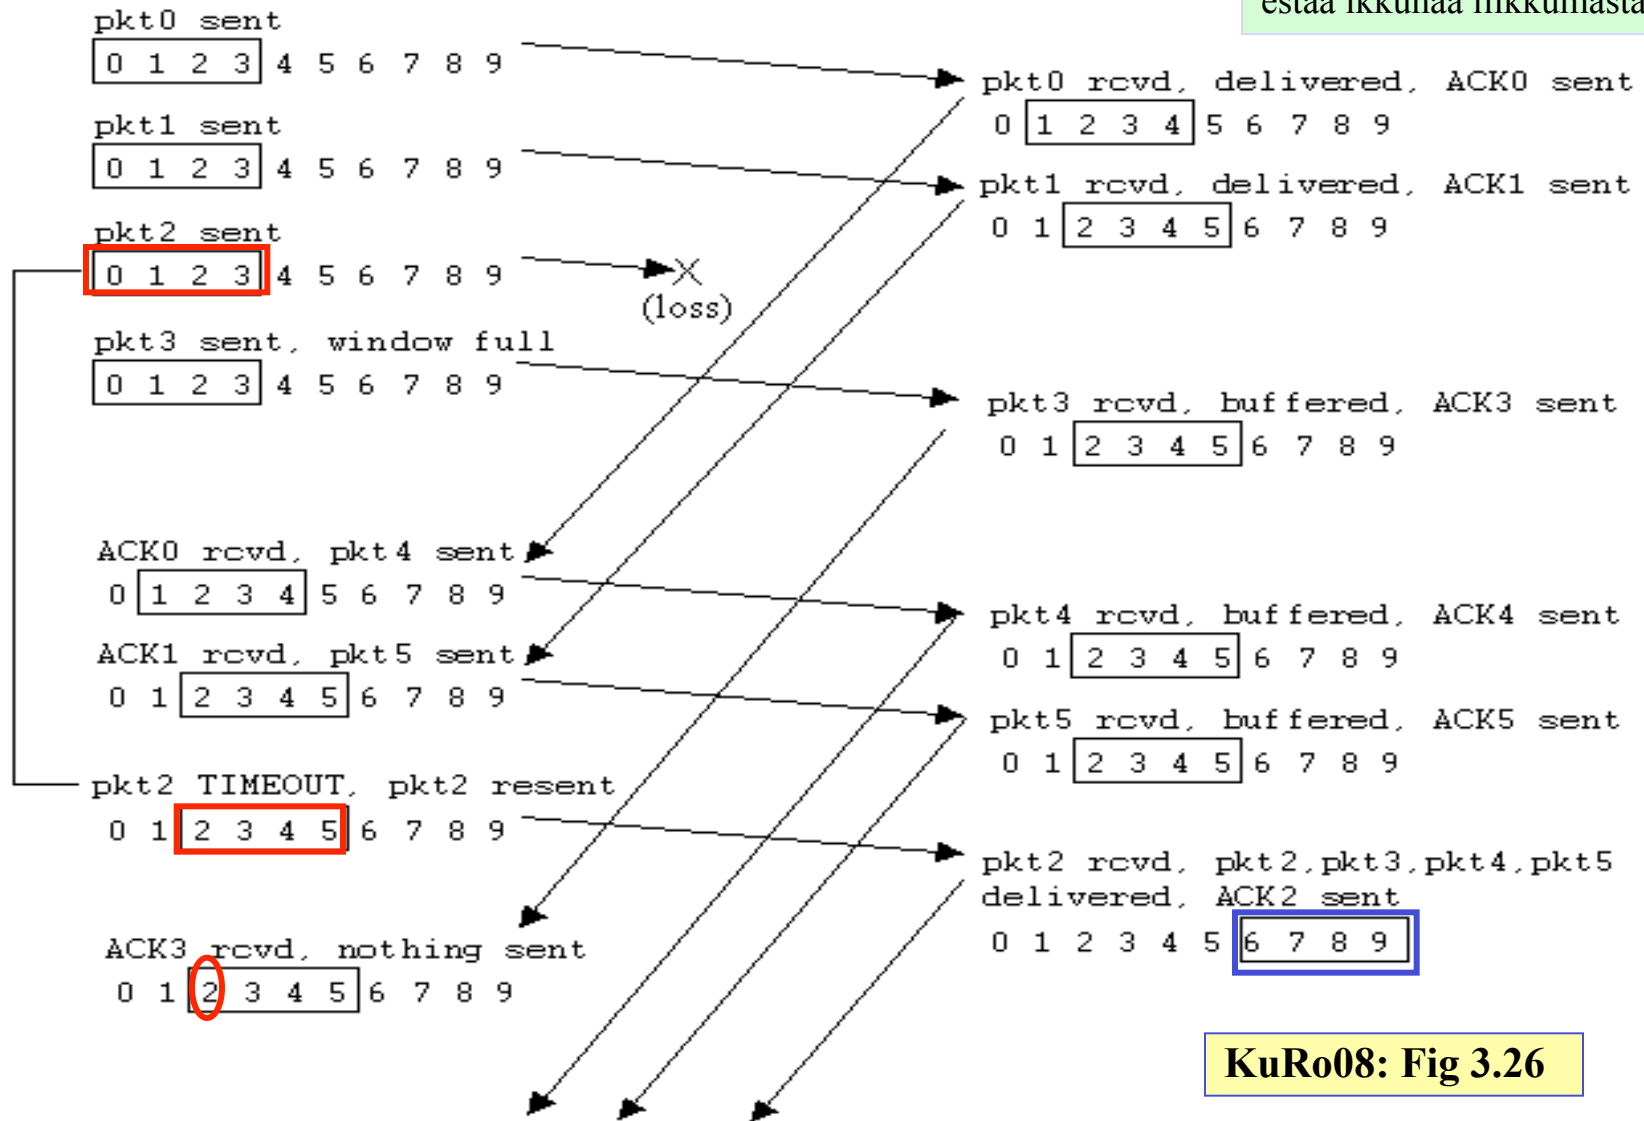 estää ikkunaa liikkumasta
pkt0 sent
0 1 2 3 4 5 6 7 8 9
pkt0 rcvd, delivered, ACK0 sent
0 1 2 3 4 5 6 7 8 9
pkt1 sent
0 1 2 3 4 5 6 7 8 9
pkt1 rcvd, delivered, ACK1 sent
0 1 2 3 4 5 6 7 8 9
pkt2 sent
0 1 2 3 4 5 6 7 8 9
(loss)
pkt3 sent, window full
0 1 2 3 4 5 6 7 8 9
pkt3 rcvd, buffered, ACK3 sent
0 1 2 3 4 5 6 7 8 9
ACK0 rcvd, pkt4 sent
0 1 2 3 4 5 6 7 8 9
pkt4 rcvd, buffered, ACK4 sent
0 1 2 3 4 5 6 7 8 9
ACK1 rcvd, pkt5 sent
0 1 2 3 4 5 6 7 8 9
pkt5 rcvd, buffered, ACK5 sent
0 1 2 3 4 5 6 7 8 9
pkt2 TIMEOUT, pkt2 resent
0 1 2 3 4 5 6 7 8 9
pkt2 rcvd, pkt2,pkt3,pkt4,pkt5
delivered, ACK2 sent
0 1 2 3 4 5 6 7 8 9
ACK3 rcvd, nothing sent
0 1 2 3 4 5 6 7 8 9
KuRo08: Fig 3.26